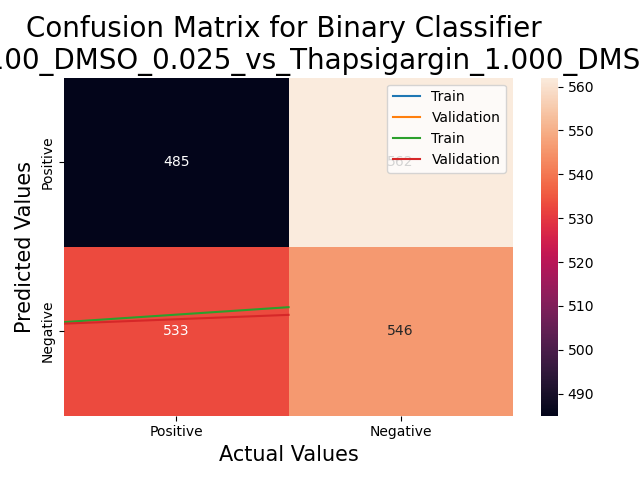 Confusion Matrix for Binary Classifier
.00_DMSO_0.025_vs_Thapsigargin_1.000_DMS
Train
Validation
Train
Validation
485
562
533
546
Positive
Negative
Predicted Values
Positive
Negative
Actual Values
560
550
540
530
520
510
500
490